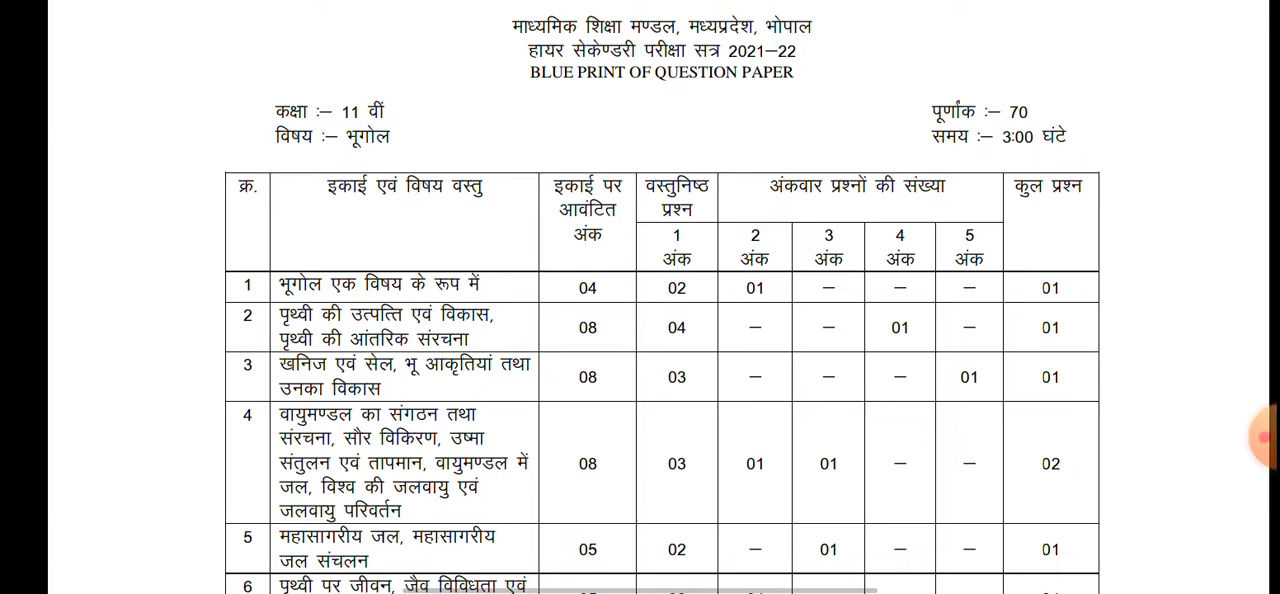 माध्यमिक शिक्षा मण्डल, मध्यप्रदेश, भोपाल
हायर सेकेण्डरी परीक्षा सत्र 2021–22
BLUE PRINT OF QUESTION PAPER
कक्षा :– 11 वीं पूर्णांक :– 70
विषय :– भूगोल समय :– 3:00 घंटे
क्र. इकाई एवं विषय वस्तु इकाई पर वस्तुनिष्ठ अंकवार प्रश्नों की संख्या कुल प्रश्न
आवंटित प्रश्न
अंक 1 2 3 4 5
अंक अंक अंक अंक अंक
1 भूगोल एक विषय के रूप में 04 02 01 – – – 01
2 पृथ्वी की उत्पत्ति एवं विकास,
पृथ्वी की आंतरिक संरचना 08 04 – – 01 – 01
3 खनिज एवं सेल, भू आकृतियां तथा
उनका विकास 08 03 – – – 01 01
4 वायुमण्डल का संगठन तथा
संरचना, सौर विकिरण, उष्मा
संतुलन एवं तापमान, वायुमण्डल में 08 03 01 01 – – 02
जल, विश्व की जलवायु एवं
जलवायु परिवर्तन
5 महासागरीय जल, महासागरीय
जल संचलन 05 02 – 01 – – 01
6 पृथ्वी पर जीवन, जैव विविधता एवं